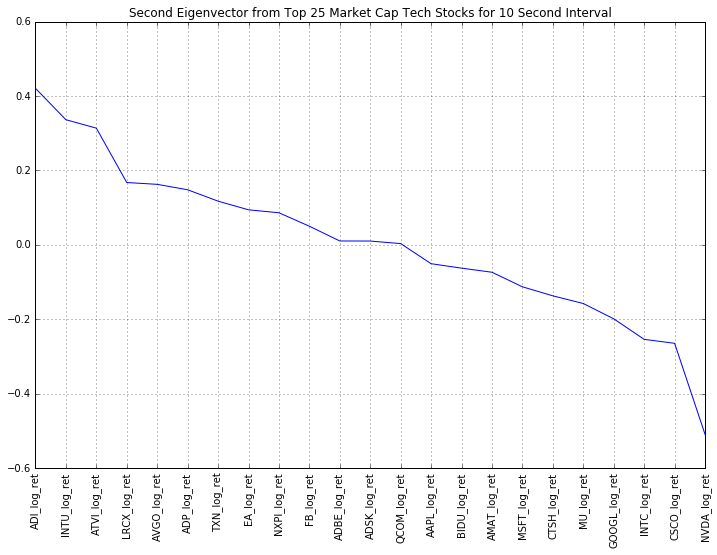 Second Eigenvector from Top 25 Market Cap Tech Stocks for 10 Second Interval
0.6
0.4
0.2
0.0
−0.2
−0.4
−0.6
ADI_log_ret
INTU_log_ret
ATVI_log_ret
LRCX_log_ret
AVGO_log_ret
ADP_log_ret
TXN_log_ret
EA_log_ret
NXPI_log_ret
FB_log_ret
ADBE_log_ret
ADSK_log_ret
QCOM_log_ret
AAPL_log_ret
BIDU_log_ret
AMAT_log_ret
MSFT_log_ret
CTSH_log_ret
MU_log_ret
GOOGL_log_ret
INTC_log_ret
CSCO_log_ret
NVDA_log_ret